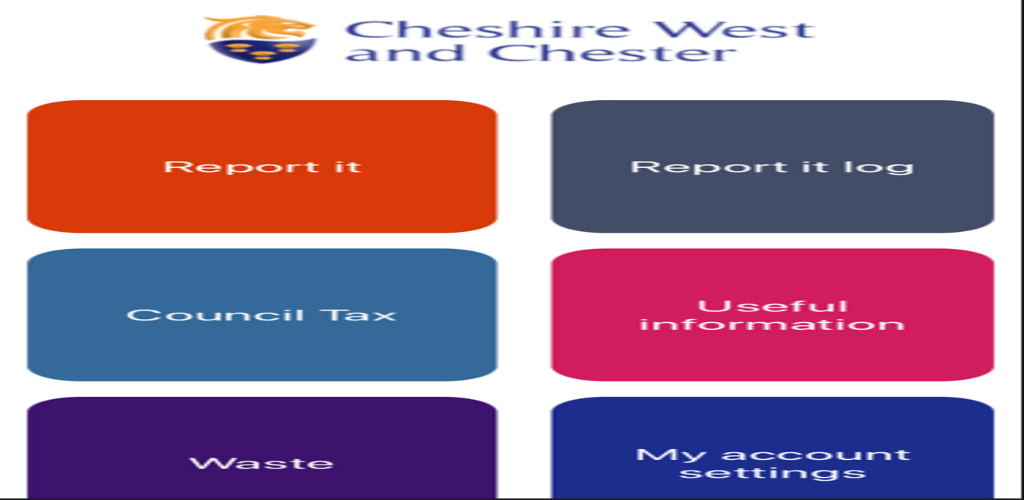 Cheshire West
and Chester
Report it
Report it log
Council Tax
Useful
information
Waste
My account
settings